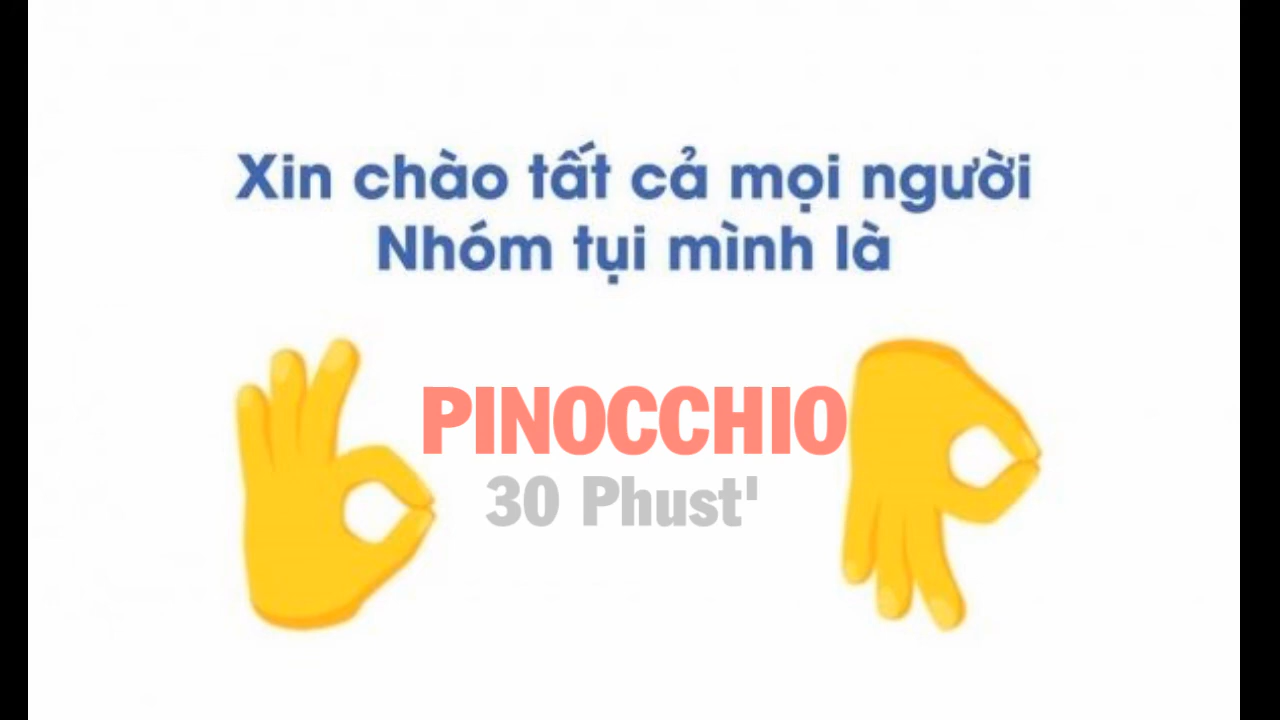 Xin chào tất cả mọi người
Nhóm tụi mình là
PINOCCHIO
30 Phust'